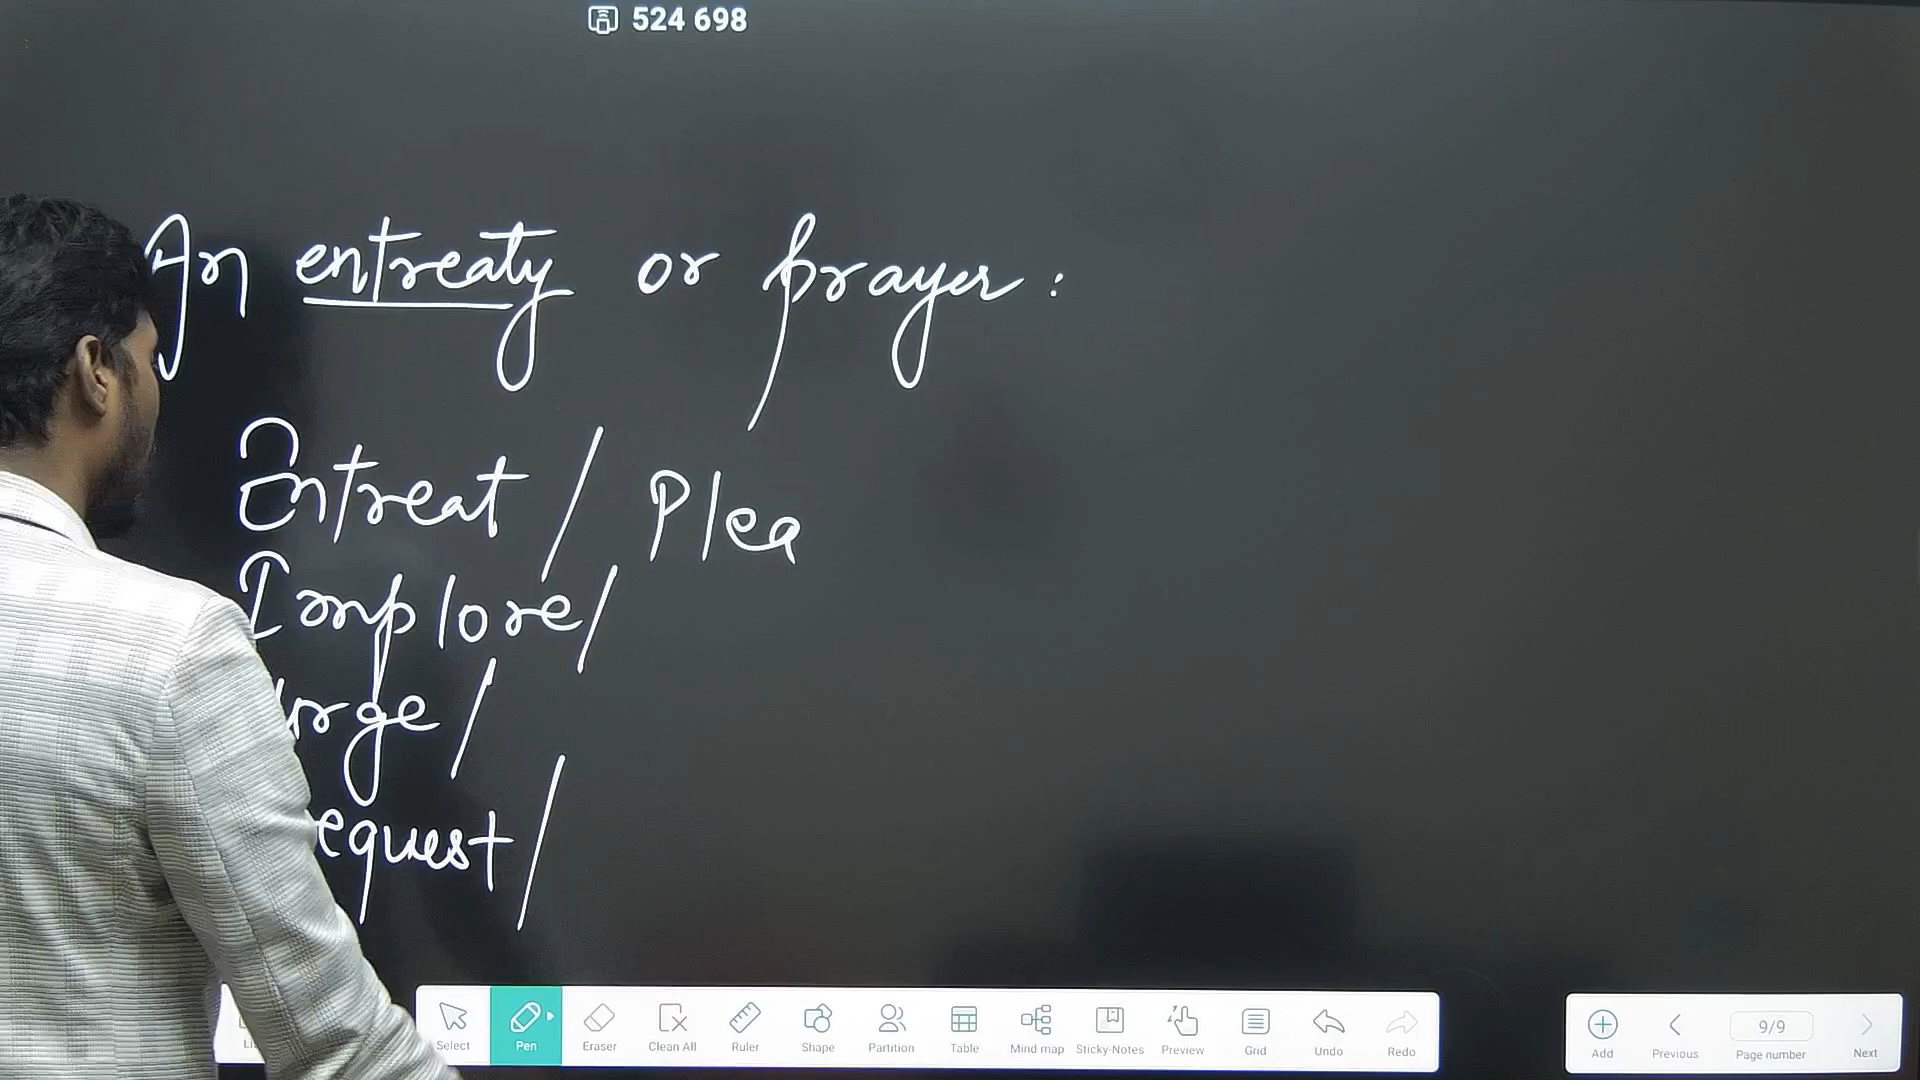 524 698
An entreaty or prayer:
Entreat / Plea
Implore/
urge/
equest/
Select Pen Eraser Clean All Ruler Shape Partition Table Mind map Sticky-Notes Preview Grid Undo Redo
Add Previous 9/9 Page number Next